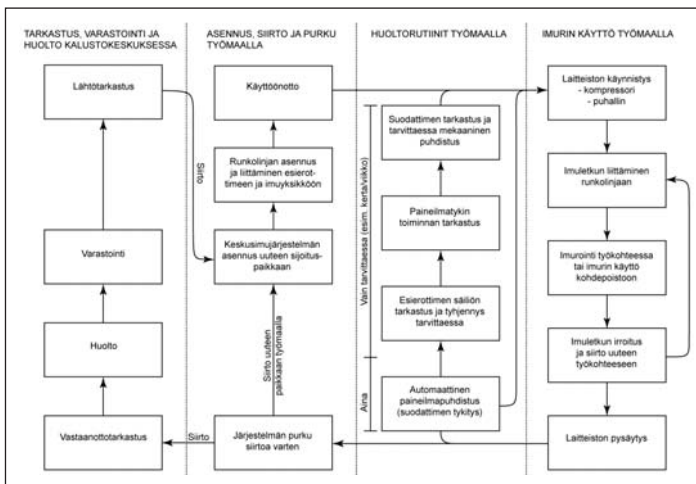 TARKASTUS, VARASTOINTI JA
HUOLTO KALUSTOKESKUKSESSA
Lähtötarkastus
Varastointi
Huolto
Vastaanottotarkastus
Siirto
Siirto
ASENNUS, SIIRTO JA PURKU
TYÖMAALLA
Käyttöönotto
Runkolinjan asennus
ja liittäminen esierot-
timeen ja imuyksikköön
Keskusimujärjestelmän
asennus uuteen sijoitus-
paikkaan
Siirto uuteen
paikkaan työmaalla
Järjestelmän purku
siirtoa varten
HUOLTORUTIINIT TYÖMAALLA
Vain tarvittaessa (esim. kerta/viikko)
Suodattimen tarkastus ja
tarvittaessa mekaaninen
puhdistus
Paineilmatykin
toiminnan tarkastus
Esierottimen säiliön
tarkastus ja tyhjennys
tarvittaessa
Aina
Automaattinen
paineilmapuhdistus
(suodattimen tykitys)
IMURIN KÄYTTÖ TYÖMAALLA
Laitteiston käynnistys
- kompressori
- puhallin
Imuletkun liittäminen
runkolinjaan
Imurointi työkohteessa
tai imurin käyttö
kohdepoistoon
Imuletkun irroitus
ja siirto uuteen
työkohteeseen
Laitteiston pysäytys